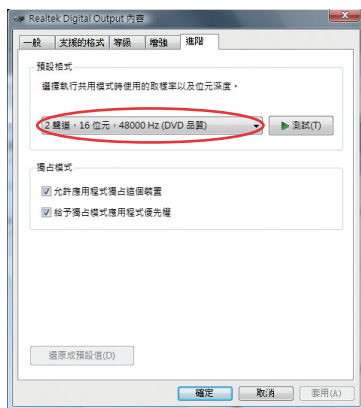 Realtek Digital Output 內容
一般 支援的格式 等級 增強 進階
預設格式
選擇執行共用模式時使用的取樣率以及位元深度。
2 聲道，16 位元，48000 Hz (DVD 品質)
測試(T)
獨占模式
允許應用程式獨占這個裝置
給予獨占模式應用程式優先權
還原成預設值(D)
確定 取消 套用(A)